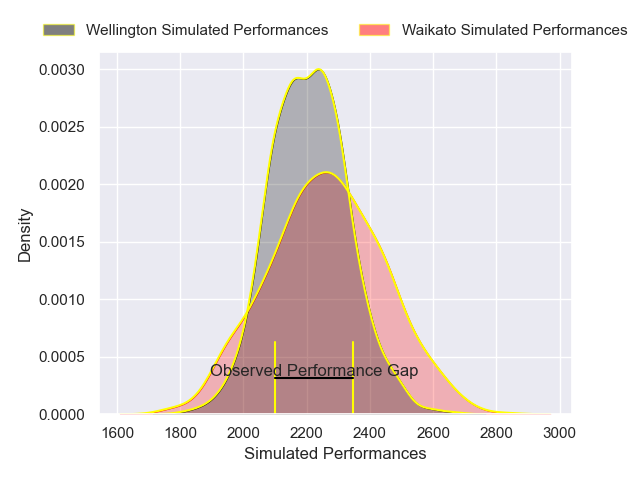 Wellington Simulated Performances
Waikato Simulated Performances
0.0030
0.0025
0.0020
0.0015
0.0010
0.0005
0.0000
Density
Observed Performance Gap
1600 1800 2000 2200 2400 2600 2800 3000
Simulated Performances